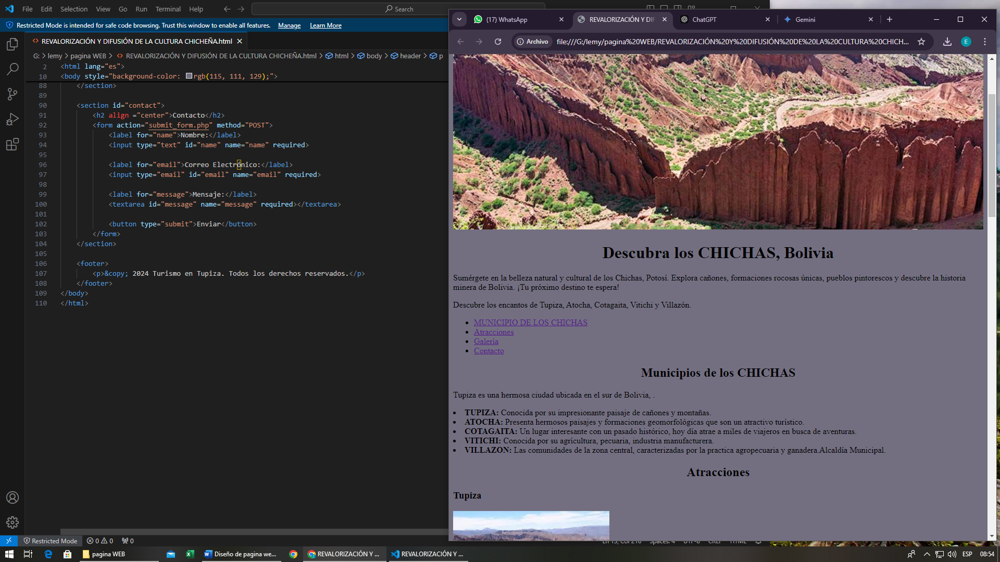 File Edit Selection View Go Run Terminal Help
Search
Restricted Mode is intended for safe code browsing. Trust this window to enable all features. Manage Learn More
REVALORIZACIÓN Y DIFUSIÓN DE LA CULTURA CHICHEÑA.html
G: > lemy > pagina WEB > REVALORIZACIÓN Y DIFUSIÓN DE LA CULTURA CHICHEÑA.html > html > body > header > p
2 <html lang="es">
10 <body style="background-color: rgb(115, 111, 129);">
88 </section>
89
90 <section id="contact">
91 <h2 align ="center">Contacto</h2>
92 <form action="submit_form.php" method="POST">
93 <label for="name">Nombre:</label>
94 <input type="text" id="name" name="name" required>
95
96 <label for="email">Correo Electrónico:</label>
97 <input type="email" id="email" name="email" required>
98
99 <label for="message">Mensaje:</label>
100 <textarea id="message" name="message" required></textarea>
101
102 <button type="submit">Enviar</button>
103 </form>
104 </section>
105
106 <footer>
107 <p>&copy; 2024 Turismo en Tupiza. Todos los derechos reservados.</p>
108 </footer>
109 </body>
110 </html>
Restricted Mode 0 0 0
(17) WhatsApp
REVALORIZACIÓN Y DIF
ChatGPT
Gemini
Archivo file:///G:/lemy/pagina%20WEB/REVALORIZACIÓN%20Y%20DIFUSIÓN%20DE%20LA%20CULTURA%20CHICH...
E
Descubra los CHICHAS, Bolivia
Sumérgete en la belleza natural y cultural de los Chichas, Potosí. Explora cañones, formaciones rocosas únicas, pueblos pintorescos y descubre la historia
minera de Bolivia. ¡Tu próximo destino te espera!
Descubre los encantos de Tupiza, Atocha, Cotagaita, Vitichi y Villazón.
• MUNICIPIO DE LOS CHICHAS
• Atracciones
• Galería
• Contacto
Municipios de los CHICHAS
Tupiza es una hermosa ciudad ubicada en el sur de Bolivia, .
• TUPIZA: Conocida por su impresionante paisaje de cañones y montañas.
• ATOCHA: Presenta hermosos paisajes y formaciones geomorfológicas que son un atractivo turístico.
• COTAGAITA: Un lugar interesante con un pasado histórico, hoy día atrae a miles de viajeros en busca de aventuras.
• VITICHI: Conocida por su agrícultura, pecuaria, industria manufacturera.
• VILLAZON: Las comunidades de la zona central, caracterizadas por la practica agropecuaria y ganadera.Alcaldía Municipal.
Atracciones
Tupiza
pagina WEB
Diseño de pagina we...
REVALORIZACIÓN Y ...
REVALORIZACIÓN Y ...
ESP
08:54